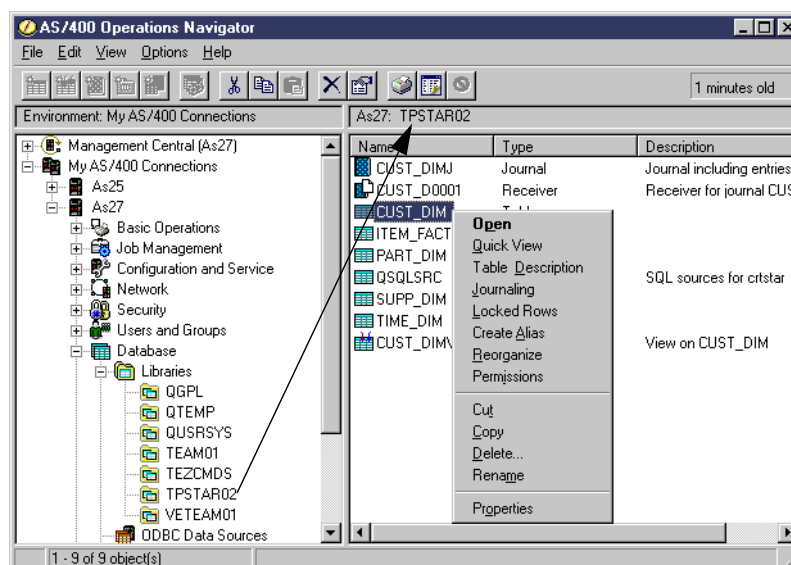 AS/400 Operations Navigator
File Edit View Options Help
1 minutes old
Environment: My AS/400 Connections
As27: TPSTAR02
Management Central (As27)
My AS/400 Connections
As25
As27
Basic Operations
Job Management
Configuration and Service
Network
Security
Users and Groups
Database
Libraries
QGPL
QTEMP
QUSRSYS
TEAM01
TEZCMDS
TPSTAR02
VETEAM01
ODBC Data Sources
Name Type Description
CUST_DIMJ Journal Journal including entries
CUST_D0001 Receiver Receiver for journal CUS
CUST_DIM
ITEM_FACT
PART_DIM
QSQLSRC SQL sources for crtstar
SUPP_DIM
TIME_DIM
CUST_DIMV View on CUST_DIM
Open
Quick View
Table Description
Journaling
Locked Rows
Create Alias
Reorganize
Permissions
Cut
Copy
Delete...
Rename
Properties
1 - 9 of 9 object(s)